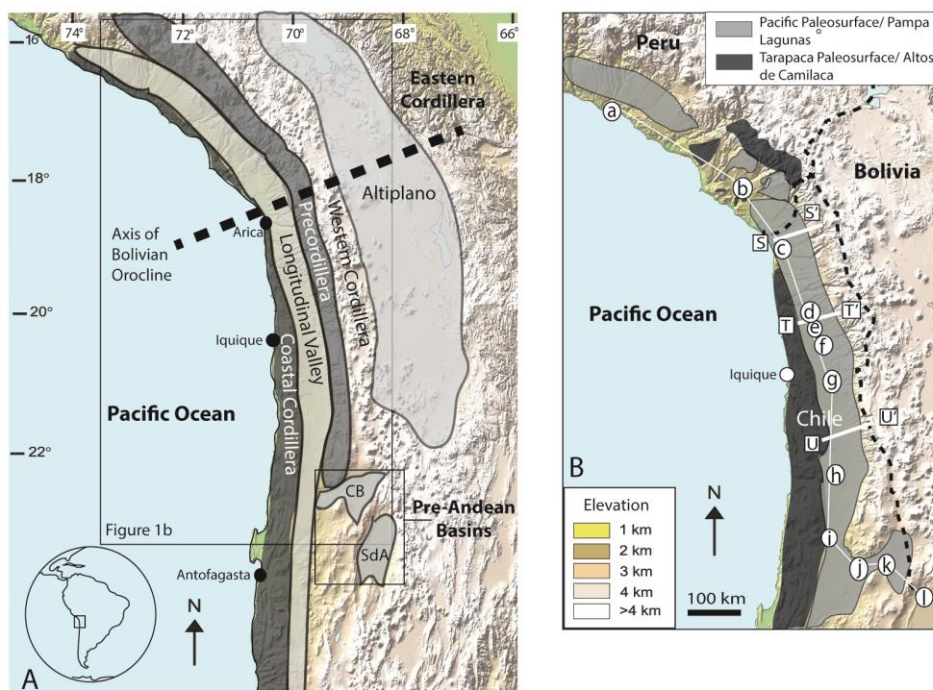 74°
72°
70°
68°
66°
16°
18°
20°
22°
Eastern
Cordillera
Altiplano
Western Cordillera
Precordillera
Longitudinal Valley
Coastal Cordillera
Axis of
Bolivian
Orocline
Arica
Iquique
Pacific Ocean
CB
SdA
Pre-Andean
Basins
Figure 1b
Antofagasta
N
A
Pacific Paleosurface/ Pampa
Lagunas
Tarapaca Paleosurface/ Altos
de Camilaca
Peru
Bolivia
a
b
S
S'
c
d
T
T'
e
f
Pacific Ocean
Iquique
g
Chile
U
U'
h
B
i
j
k
l
Elevation
1 km
2 km
3 km
4 km
>4 km
N
100 km